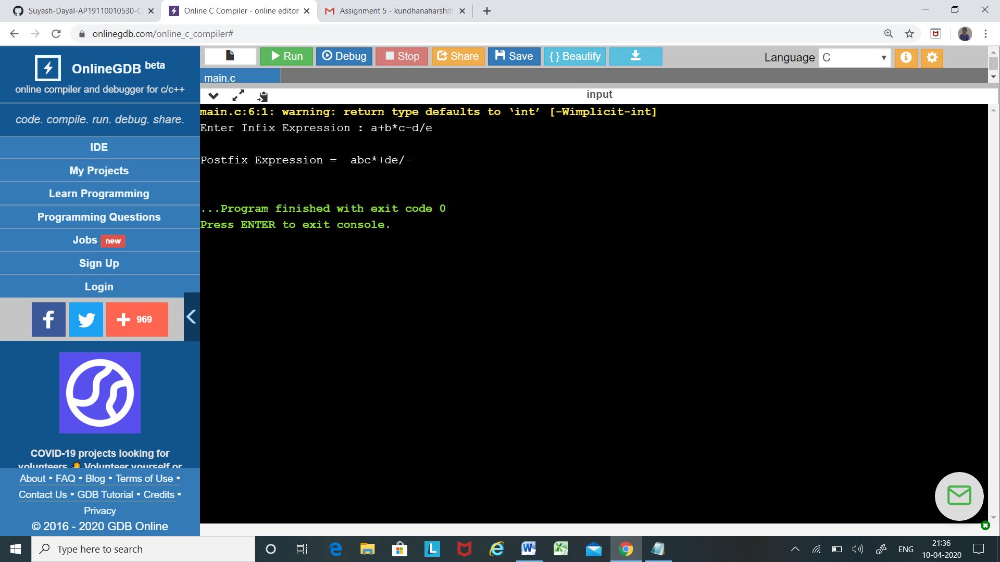 Suyash-Dayal-AP19110010530-C
Online C Compiler - online editor
Assignment 5 - kundhanaharshith
onlinegdb.com/online_c_compiler#
OnlineGDB beta
online compiler and debugger for c/c++
code. compile. run. debug. share.
IDE
My Projects
Learn Programming
Programming Questions
Jobs new
Sign Up
Login
969
COVID-19 projects looking for
volunteers 🤚 Volunteer yourself or
About • FAQ • Blog • Terms of Use •
Contact Us • GDB Tutorial • Credits •
Privacy
© 2016 - 2020 GDB Online
Run Debug Stop Share Save { } Beautify
Language C
main.c
input
main.c:6:1: warning: return type defaults to ‘int’ [-Wimplicit-int]
Enter Infix Expression : a+b*c-d/e
Postfix Expression =  abc*+de/-
...Program finished with exit code 0
Press ENTER to exit console.
Type here to search
ENG
21:36
10-04-2020